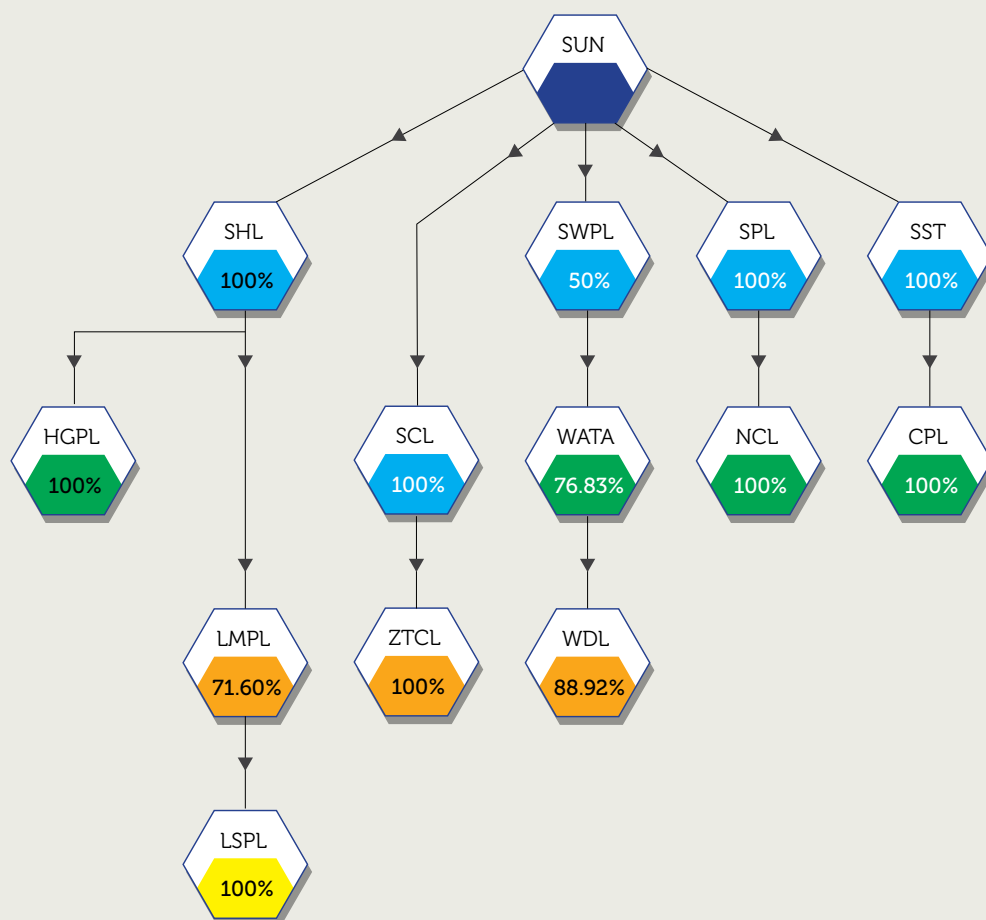 SUN
SHL
100%
SWPL
50%
SPL
100%
SST
100%
HGPL
100%
SCL
100%
WATA
76.83%
NCL
100%
CPL
100%
LMPL
71.60%
ZTCL
100%
WDL
88.92%
LSPL
100%